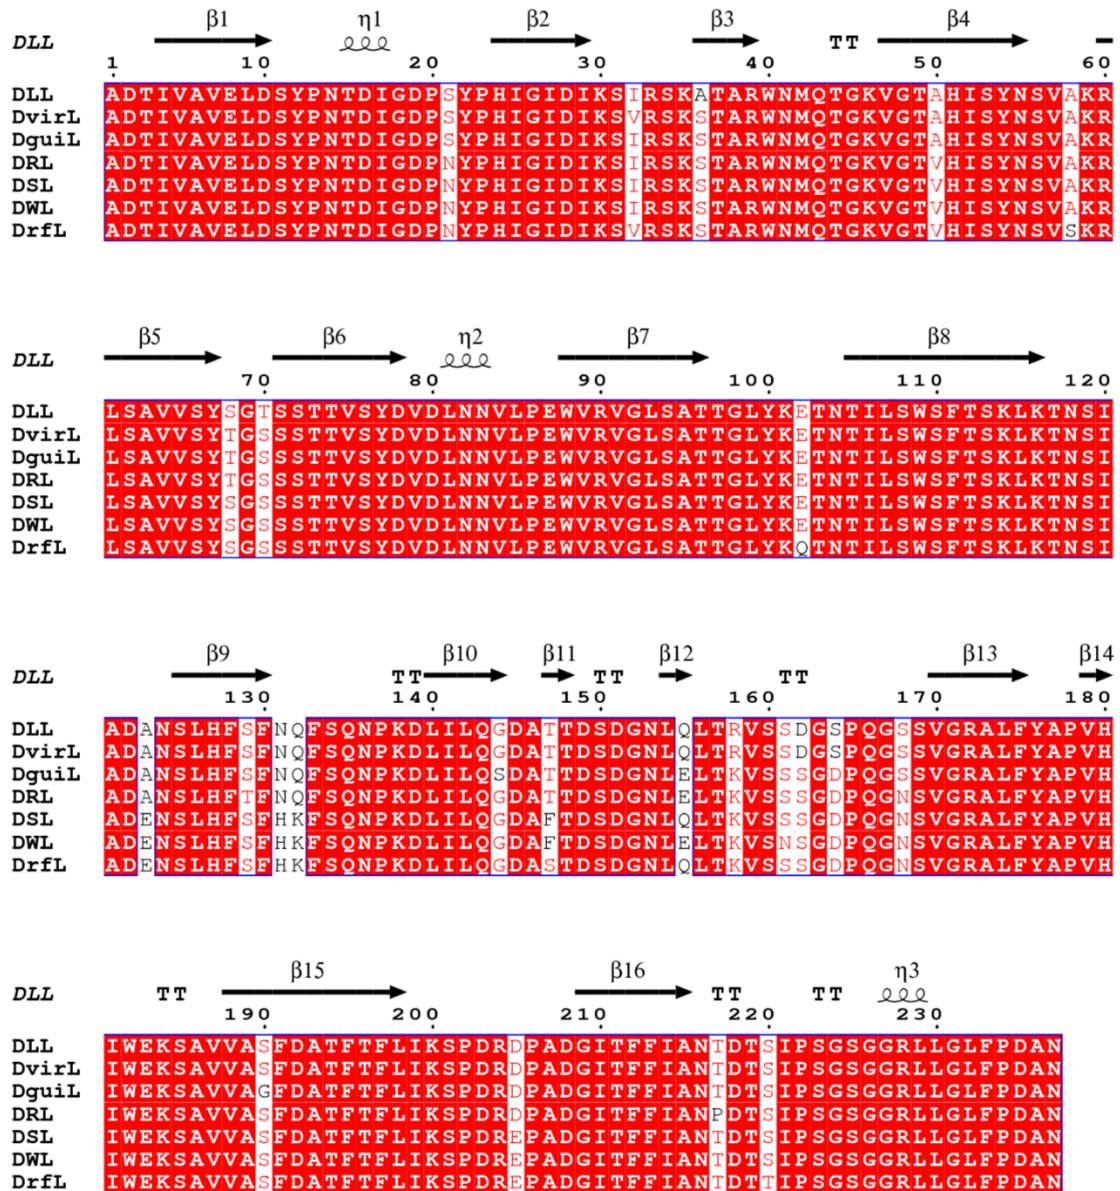 β1 η1 β2 β3 β4
DLL TT
1 10 20 30 40 50 60
DLL ADTIVAVELDSYPNTDIGDPSYPHIGIDIKSIRSKATARWNMQTGKVGTAHISYNSVAKR
DvirL ADTIVAVELDSYPNTDIGDPSYPHIGIDIKSVRSKSTARWNMQTGKVGTAHISYNSVAKR
DguiL ADTIVAVELDSYPNTDIGDPSYPHIGIDIKSIRSKSTARWNMQTGKVGTAHISYNSVAKR
DRL ADTIVAVELDSYPNTDIGDPNYPHIGIDIKSIRSKSTARWNMQTGKVGTVHISYNSVAKR
DSL ADTIVAVELDSYPNTDIGDPNYPHIGIDIKSIRSKSTARWNMQTGKVGTVHISYNSVAKR
DWL ADTIVAVELDSYPNTDIGDPNYPHIGIDIKSIRSKSTARWNMQTGKVGTVHISYNSVAKR
DrfL ADTIVAVELDSYPNTDIGDPNYPHIGIDIKSVRSKSTARWNMQTGKVGTVHISYNSVSKR
β5 β6 η2 β7 β8
DLL
70 80 90 100 110 120
DLL LSAVVSYSGTSSTTVSYDVDLNNVLPEWVRVGLSATTGLYKETNTILSWSFTSKLKTNSI
DvirL LSAVVSYTGSSSTTVSYDVDLNNVLPEWVRVGLSATTGLYKETNTILSWSFTSKLKTNSI
DguiL LSAVVSYTGSSSTTVSYDVDLNNVLPEWVRVGLSATTGLYKETNTILSWSFTSKLKTNSI
DRL LSAVVSYTGSSSTTVSYDVDLNNVLPEWVRVGLSATTGLYKETNTILSWSFTSKLKTNSI
DSL LSAVVSYSGSSSTTVSYDVDLNNVLPEWVRVGLSATTGLYKETNTILSWSFTSKLKTNSI
DWL LSAVVSYSGSSSTTVSYDVDLNNVLPEWVRVGLSATTGLYKETNTILSWSFTSKLKTNSI
DrfL LSAVVSYSGSSSTTVSYDVDLNNVLPEWVRVGLSATTGLYKQTNTILSWSFTSKLKTNSI
β9 β10 β11 β12 β13 β14
DLL TT TT TT
130 140 150 160 170 180
DLL ADANSLHFSFNQFSQNPKDLILQGDATTDSDGNLQLTRVSSDGSPQGSSVGRALFYAPVH
DvirL ADANSLHFSFNQFSQNPKDLILQGDATTDSDGNLQLTRVSSDGSPQGSSVGRALFYAPVH
DguiL ADANSLHFSFNQFSQNPKDLILQSDATTDSDGNLELTKVSSSGDPQGSSVGRALFYAPVH
DRL ADANSLHFTFNQFSQNPKDLILQGDATTDSDGNLELTKVSSSGDPQGNSVGRALFYAPVH
DSL ADENSLHFSFHKFSQNPKDLILQGDAFTDSDGNLQLTKVSSSGDPQGNSVGRALFYAPVH
DWL ADENSLHFSFHKFSQNPKDLILQGDAFTDSDGNLELTKVSNSGDPQGNSVGRALFYAPVH
DrfL ADENSLHFSFHKFSQNPKDLILQGDASTDSDGNLQLTKVSSSGDPQGNSVGRALFYAPVH
β15 β16 η3
DLL TT TT TT
190 200 210 220 230
DLL IWEKSAVVASFDATFTFLIKSPDRDPADGITFFIANTDTSIPSGSGGRLLGLFPDAN
DvirL IWEKSAVVASFDATFTFLIKSPDRDPADGITFFIANTDTSIPSGSGGRLLGLFPDAN
DguiL IWEKSAVVAGFDATFTFLIKSPDRDPADGITFFIANTDTSIPSGSGGRLLGLFPDAN
DRL IWEKSAVVASFDATFTFLIKSPDRDPADGITFFIANPDTSIPSGSGGRLLGLFPDAN
DSL IWEKSAVVASFDATFTFLIKSPDREPADGITFFIANTDTSIPSGSGGRLLGLFPDAN
DWL IWEKSAVVASFDATFTFLIKSPDREPADGITFFIANTDTSIPSGSGGRLLGLFPDAN
DrfL IWEKSAVVASFDATFTFLIKSPDREPADGITFFIANTDTTIPSGSGGRLLGLFPDAN